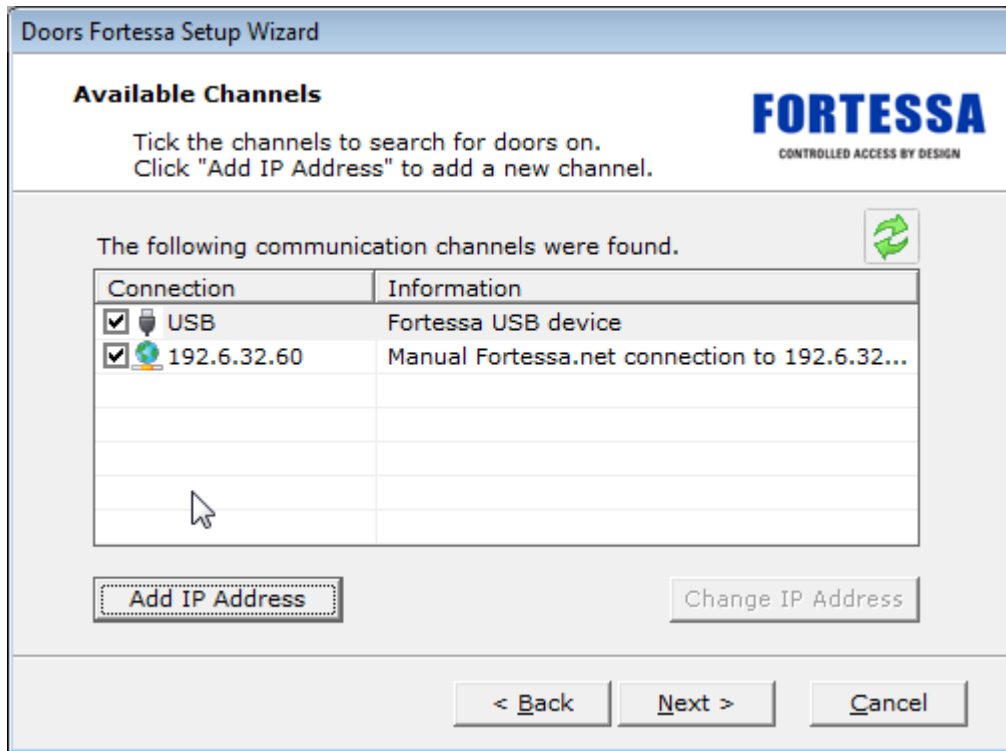 Doors Fortessa Setup Wizard
Available Channels
Tick the channels to search for doors on.
Click "Add IP Address" to add a new channel.
FORTESSA
CONTROLLED ACCESS BY DESIGN
The following communication channels were found.
Connection Information
USB Fortessa USB device
192.6.32.60 Manual Fortessa.net connection to 192.6.32...
Add IP Address Change IP Address
< Back Next > Cancel